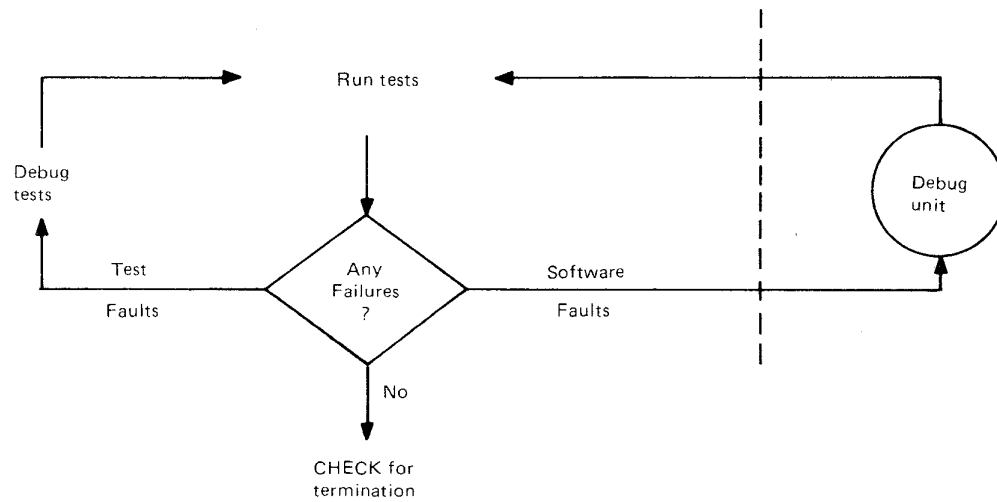 Run tests
Debug
tests
Debug
unit
Any
Failures
?
Test
Faults
Software
Faults
No
CHECK for
termination